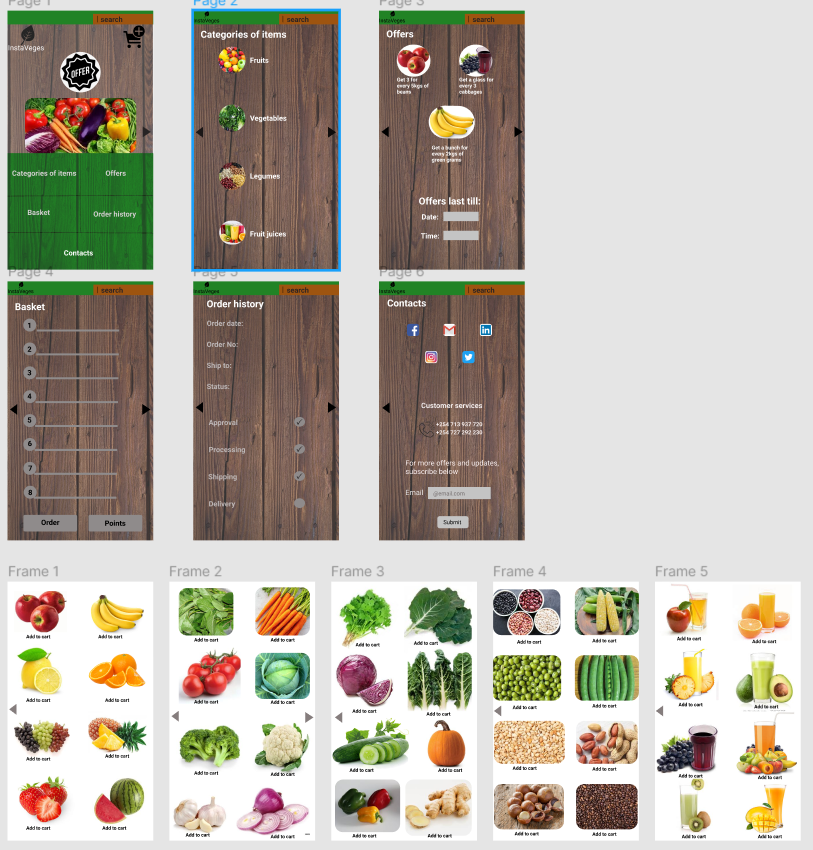 Page 1
search
InstaVeges
OFFER
Categories of items
Offers
Basket
Order history
Contacts
Page 2
InstaVeges
search
Categories of items
Fruits
Vegetables
Legumes
Fruit juices
Page 3
InstaVeges
search
Offers
Get 3 for
every 5kgs of
beans
Get a glass for
every 3
cabbages
Get a bunch for
every 2kgs of
green grams
Offers last till:
Date:
Time:
Page 4
InstaVeges
search
Basket
1
2
3
4
5
6
7
8
Order
Points
Page 5
InstaVeges
search
Order history
Order date:
Order No:
Ship to:
Status:
Approval
Processing
Shipping
Delivery
Page 6
InstaVeges
search
Contacts
Customer services
+254 713 937 720
+254 727 292 230
For more offers and updates,
subscribe below
Email
@email.com
Submit
Frame 1
Add to cart
Add to cart
Add to cart
Add to cart
Add to cart
Add to cart
Add to cart
Add to cart
Frame 2
Add to cart
Add to cart
Add to cart
Add to cart
Add to cart
Add to cart
Add to cart
Add to cart
Frame 3
Add to cart
Add to cart
Add to cart
Add to cart
Add to cart
Add to cart
Add to cart
Add to cart
Frame 4
Add to cart
Add to cart
Add to cart
Add to cart
Add to cart
Add to cart
Add to cart
Add to cart
Frame 5
Add to cart
Add to cart
Add to cart
Add to cart
Add to cart
Add to cart
Add to cart
Add to cart